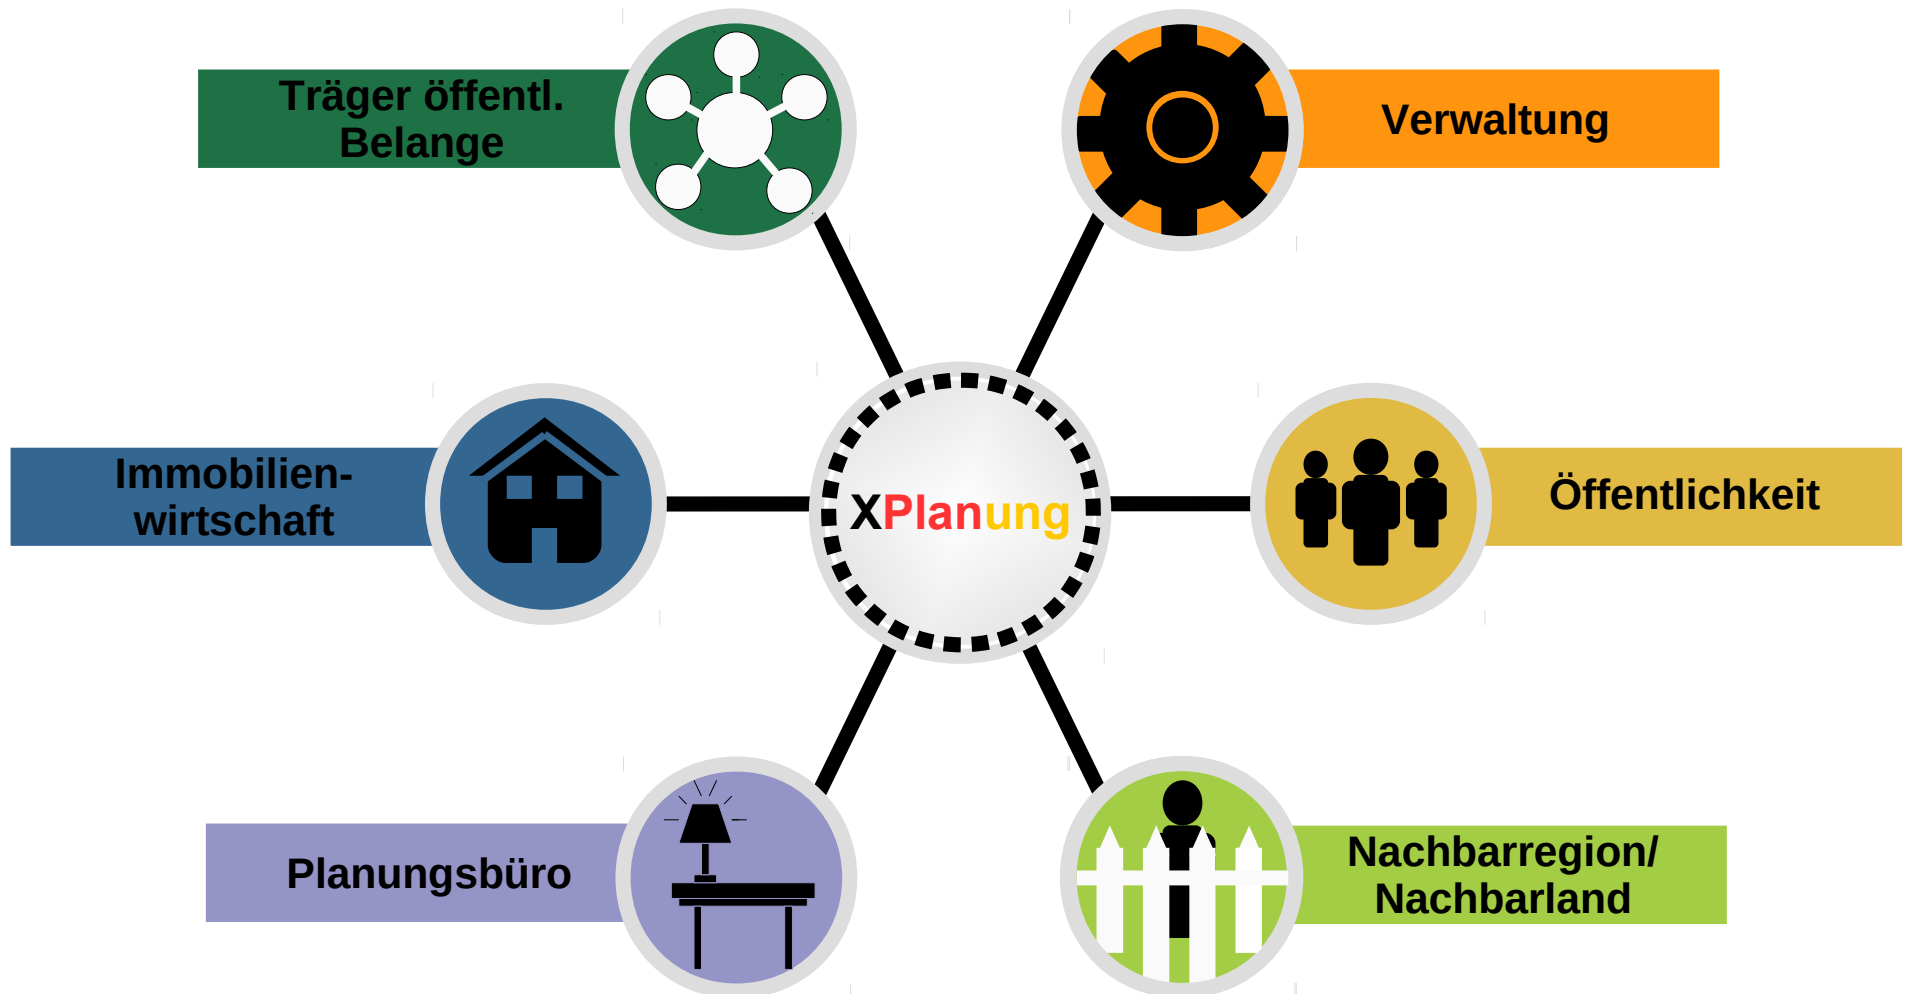 Träger öffentl.
Belange
Verwaltung
Immobilien-
wirtschaft
XPlanung
Öffentlichkeit
Planungsbüro
Nachbarregion/
Nachbarland